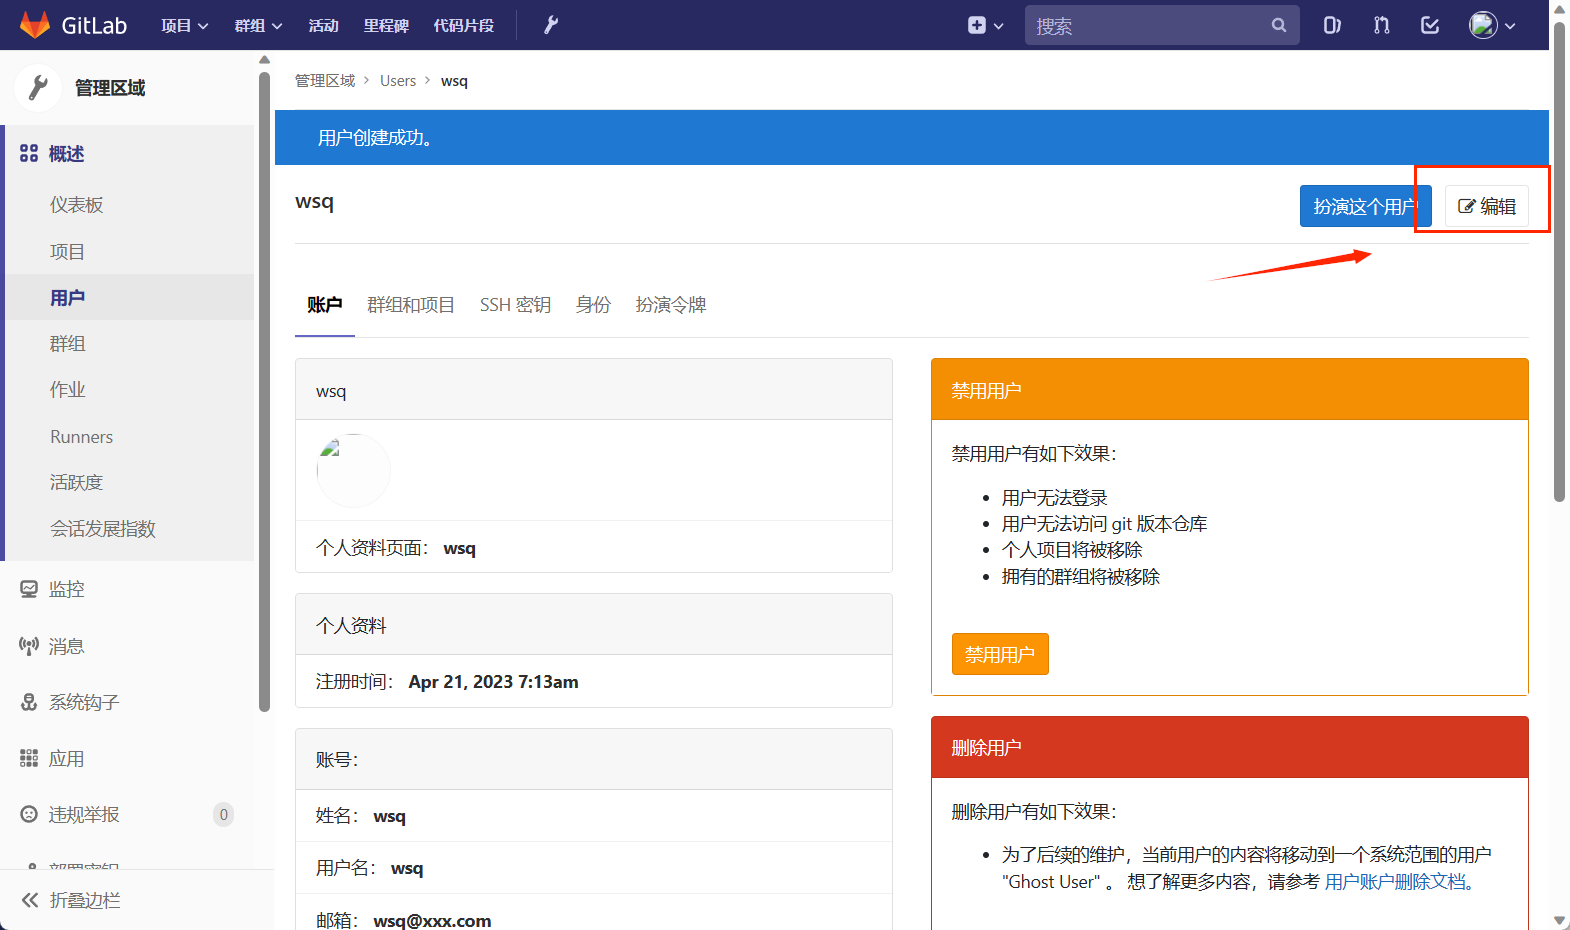 GitLab
项目
群组
活动
里程碑
代码片段
搜索
管理区域
概述
仪表板
项目
用户
群组
作业
Runners
活跃度
会话发展指数
监控
消息
系统钩子
应用
违规举报
0
部署密钥
折叠边栏
管理区域 > Users > wsq
用户创建成功。
wsq
扮演这个用户
编辑
账户
群组和项目
SSH 密钥
身份
扮演令牌
wsq
个人资料页面： wsq
个人资料
注册时间： Apr 21, 2023 7:13am
账号：
姓名： wsq
用户名： wsq
邮箱： wsq@xxx.com
禁用用户
禁用用户有如下效果：
• 用户无法登录
• 用户无法访问 git 版本仓库
• 个人项目将被移除
• 拥有的群组将被移除
禁用用户
删除用户
删除用户有如下效果：
• 为了后续的维护，当前用户的内容将移动到一个系统范围的用户
"Ghost User" 。 想了解更多内容，请参考 用户账户删除文档。